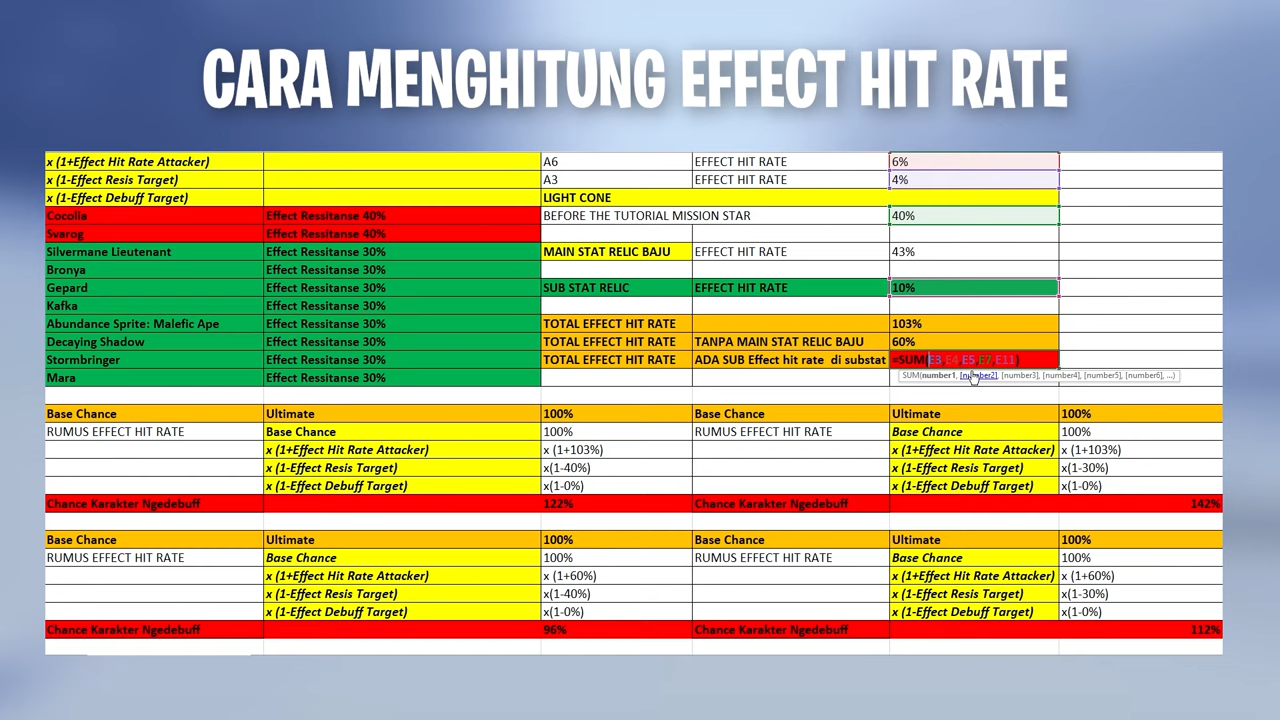 CARA MENGHITUNG EFFECT HIT RATE
x (1+Effect Hit Rate Attacker) A6 EFFECT HIT RATE 6%
x (1-Effect Resis Target) A3 EFFECT HIT RATE 4%
x (1-Effect Debuff Target) LIGHT CONE
Cocolia Effect Ressitanse 40% BEFORE THE TUTORIAL MISSION STAR 40%
Svarog Effect Ressitanse 40%
Silvermane Lieutenant Effect Ressitanse 30% MAIN STAT RELIC BAJU EFFECT HIT RATE 43%
Bronya Effect Ressitanse 30%
Gepard Effect Ressitanse 30% SUB STAT RELIC EFFECT HIT RATE 10%
Kafka Effect Ressitanse 30%
Abundance Sprite: Malefic Ape Effect Ressitanse 30% TOTAL EFFECT HIT RATE 103%
Decaying Shadow Effect Ressitanse 30% TOTAL EFFECT HIT RATE TANPA MAIN STAT RELIC BAJU 60%
Stormbringer Effect Ressitanse 30% TOTAL EFFECT HIT RATE ADA SUB Effect hit rate di substat =SUM(E3,E4,E5,E7,E11)
Mara Effect Ressitanse 30% SUM(number1, [number2], [number3], [number4], [number5], [number6], ...)
Base Chance Ultimate 100% Base Chance Ultimate 100%
RUMUS EFFECT HIT RATE Base Chance 100% RUMUS EFFECT HIT RATE Base Chance 100%
x (1+Effect Hit Rate Attacker) x (1+103%) x (1+Effect Hit Rate Attacker) x (1+103%)
x (1-Effect Resis Target) x(1-40%) x (1-Effect Resis Target) x(1-30%)
x (1-Effect Debuff Target) x(1-0%) x (1-Effect Debuff Target) x(1-0%)
Chance Karakter Ngedebuff 122% Chance Karakter Ngedebuff 142%
Base Chance Ultimate 100% Base Chance Ultimate 100%
RUMUS EFFECT HIT RATE Base Chance 100% RUMUS EFFECT HIT RATE Base Chance 100%
x (1+Effect Hit Rate Attacker) x (1+60%) x (1+Effect Hit Rate Attacker) x (1+60%)
x (1-Effect Resis Target) x(1-40%) x (1-Effect Resis Target) x(1-30%)
x (1-Effect Debuff Target) x(1-0%) x (1-Effect Debuff Target) x(1-0%)
Chance Karakter Ngedebuff 96% Chance Karakter Ngedebuff 112%